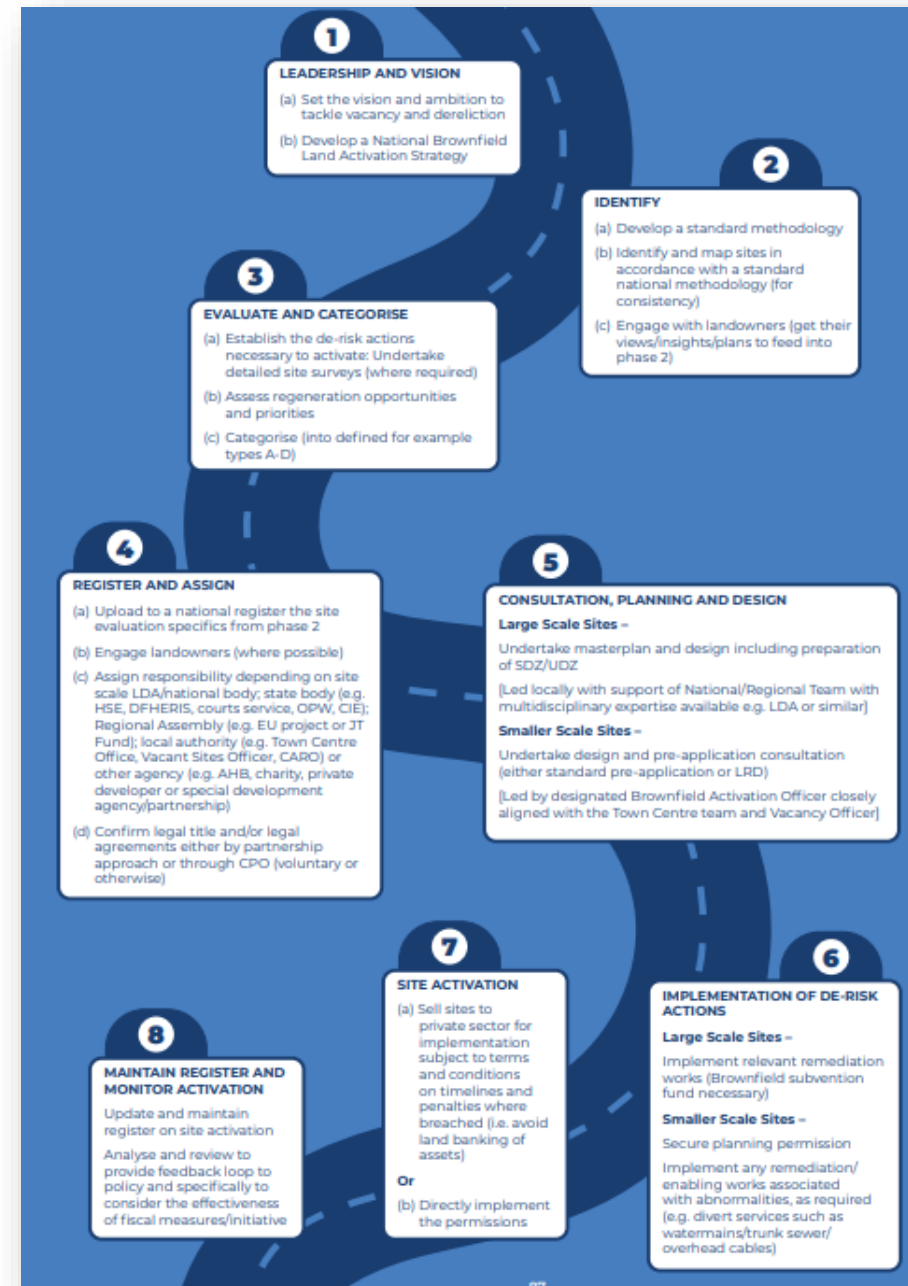 1
LEADERSHIP AND VISION
(a) Set the vision and ambition to
tackle vacancy and dereliction
(b) Develop a National Brownfield
Land Activation Strategy
2
IDENTIFY
(a) Develop a standard methodology
(b) Identify and map sites in
accordance with a standard
national methodology (for
consistency)
(c) Engage with landowners (get their
views/insights/plans to feed into
phase 2)
3
EVALUATE AND CATEGORISE
(a) Establish the de-risk actions
necessary to activate: Undertake
detailed site surveys (where required)
(b) Assess regeneration opportunities
and priorities
(c) Categorise (into defined for example
types A-D)
4
REGISTER AND ASSIGN
(a) Upload to a national register the site
evaluation specifics from phase 2
(b) Engage landowners (where possible)
(c) Assign responsibility depending on site
scale LDA/national body; state body (e.g.
HSE, DFHERIS, courts service, OPW, CIE);
Regional Assembly (e.g. EU project or JT
Fund); local authority (e.g. Town Centre
Office, Vacant Sites Officer, CARO) or
other agency (e.g. AHB, charity, private
developer or special development
agency/partnership)
(d) Confirm legal title and/or legal
agreements either by partnership
approach or through CPO (voluntary or
otherwise)
5
CONSULTATION, PLANNING AND DESIGN
Large Scale Sites –
Undertake masterplan and design including preparation
of SDZ/UDZ
[Led locally with support of National/Regional Team with
multidisciplinary expertise available e.g. LDA or similar]
Smaller Scale Sites –
Undertake design and pre-application consultation
(either standard pre-application or LRD)
[Led by designated Brownfield Activation Officer closely
aligned with the Town Centre team and Vacancy Officer]
6
IMPLEMENTATION OF DE-RISK
ACTIONS
Large Scale Sites –
Implement relevant remediation
works (Brownfield subvention
fund necessary)
Smaller Scale Sites –
Secure planning permission
Implement any remediation/
enabling works associated
with abnormalities, as required
(e.g. divert services such as
watermains/trunk sewer/
overhead cables)
7
SITE ACTIVATION
(a) Sell sites to
private sector for
implementation
subject to terms
and conditions
on timelines and
penalties where
breached (i.e. avoid
land banking of
assets)
Or
(b) Directly implement
the permissions
8
MAINTAIN REGISTER AND
MONITOR ACTIVATION
Update and maintain
register on site activation
Analyse and review to
provide feedback loop to
policy and specifically to
consider the effectiveness
of fiscal measures/initiative